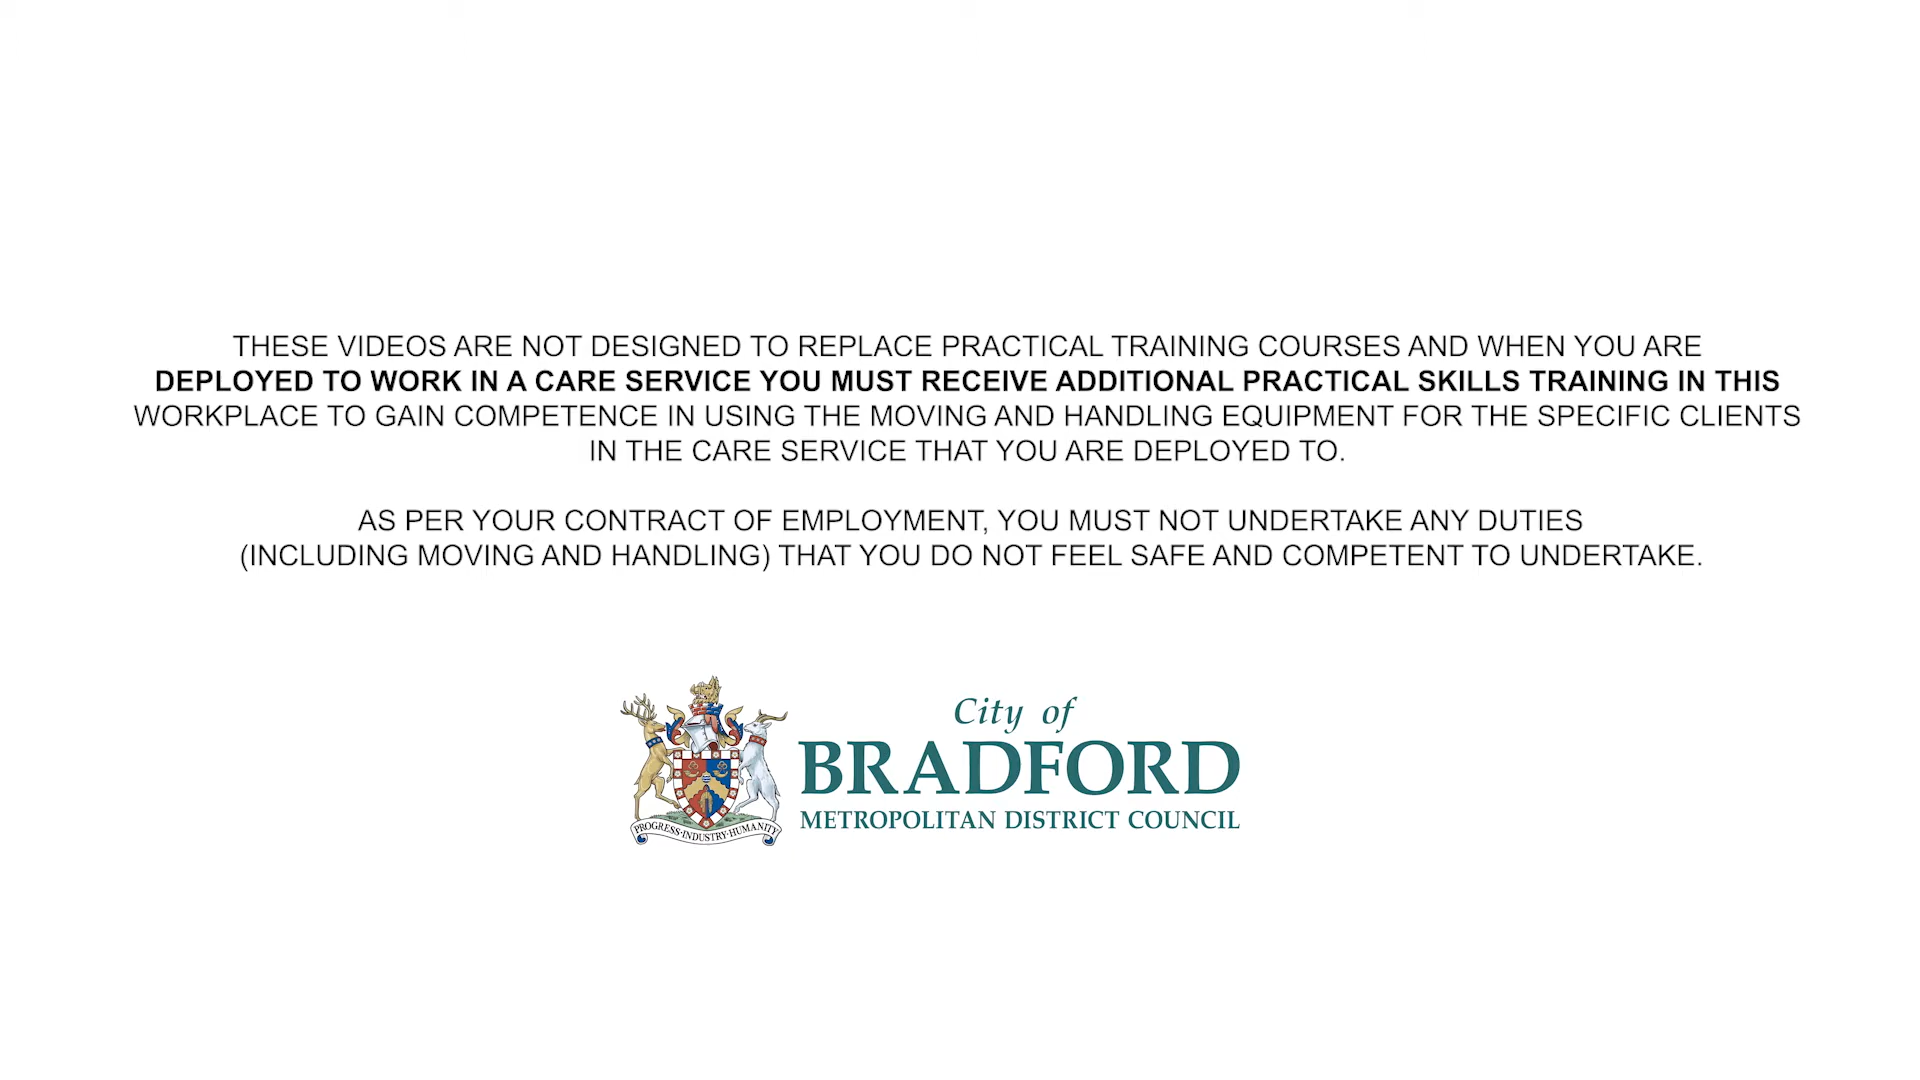 THESE VIDEOS ARE NOT DESIGNED TO REPLACE PRACTICAL TRAINING COURSES AND WHEN YOU ARE
DEPLOYED TO WORK IN A CARE SERVICE YOU MUST RECEIVE ADDITIONAL PRACTICAL SKILLS TRAINING IN THIS
WORKPLACE TO GAIN COMPETENCE IN USING THE MOVING AND HANDLING EQUIPMENT FOR THE SPECIFIC CLIENTS
IN THE CARE SERVICE THAT YOU ARE DEPLOYED TO.
AS PER YOUR CONTRACT OF EMPLOYMENT, YOU MUST NOT UNDERTAKE ANY DUTIES
(INCLUDING MOVING AND HANDLING) THAT YOU DO NOT FEEL SAFE AND COMPETENT TO UNDERTAKE.
City of
BRADFORD
METROPOLITAN DISTRICT COUNCIL
PROGRESS·INDUSTRY·HUMANITY